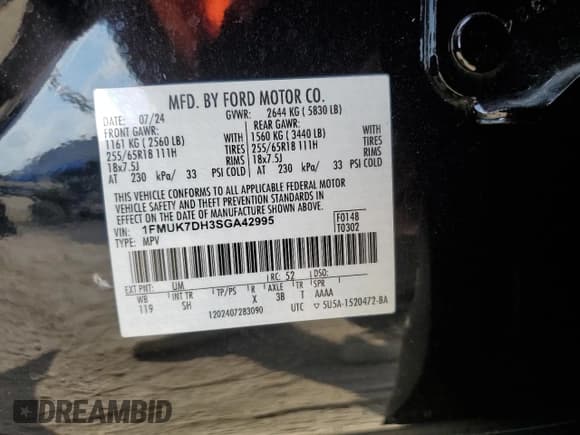 MFD. BY FORD MOTOR CO.
DATE: 07/24 GVWR: 2644 KG ( 5830 LB)
FRONT GAWR: REAR GAWR:
1161 KG ( 2560 LB) WITH 1560 KG ( 3440 LB) WITH
255/65R18 111H TIRES 255/65R18 111H TIRES
18x7.5J RIMS 18x7.5J RIMS
AT 230 kPa/ 33 PSI COLD AT 230 kPa/ 33 PSI COLD
THIS VEHICLE CONFORMS TO ALL APPLICABLE FEDERAL MOTOR
VEHICLE SAFETY AND THEFT PREVENTION STANDARDS IN EFFECT
ON THE DATE OF MANUFACTURE SHOWN ABOVE.
VIN: 1FMUK7DH3SGA42995 F0148
TYPE: MPV T0302
EXT PNT: UM RC: 52 DSO:
WB INT TR TP/PS R AXLE TR SPR
119 SH X 3B T AAAA
1202407283090 UTC ▽ SU5A-1520472-BA
DREAMBID